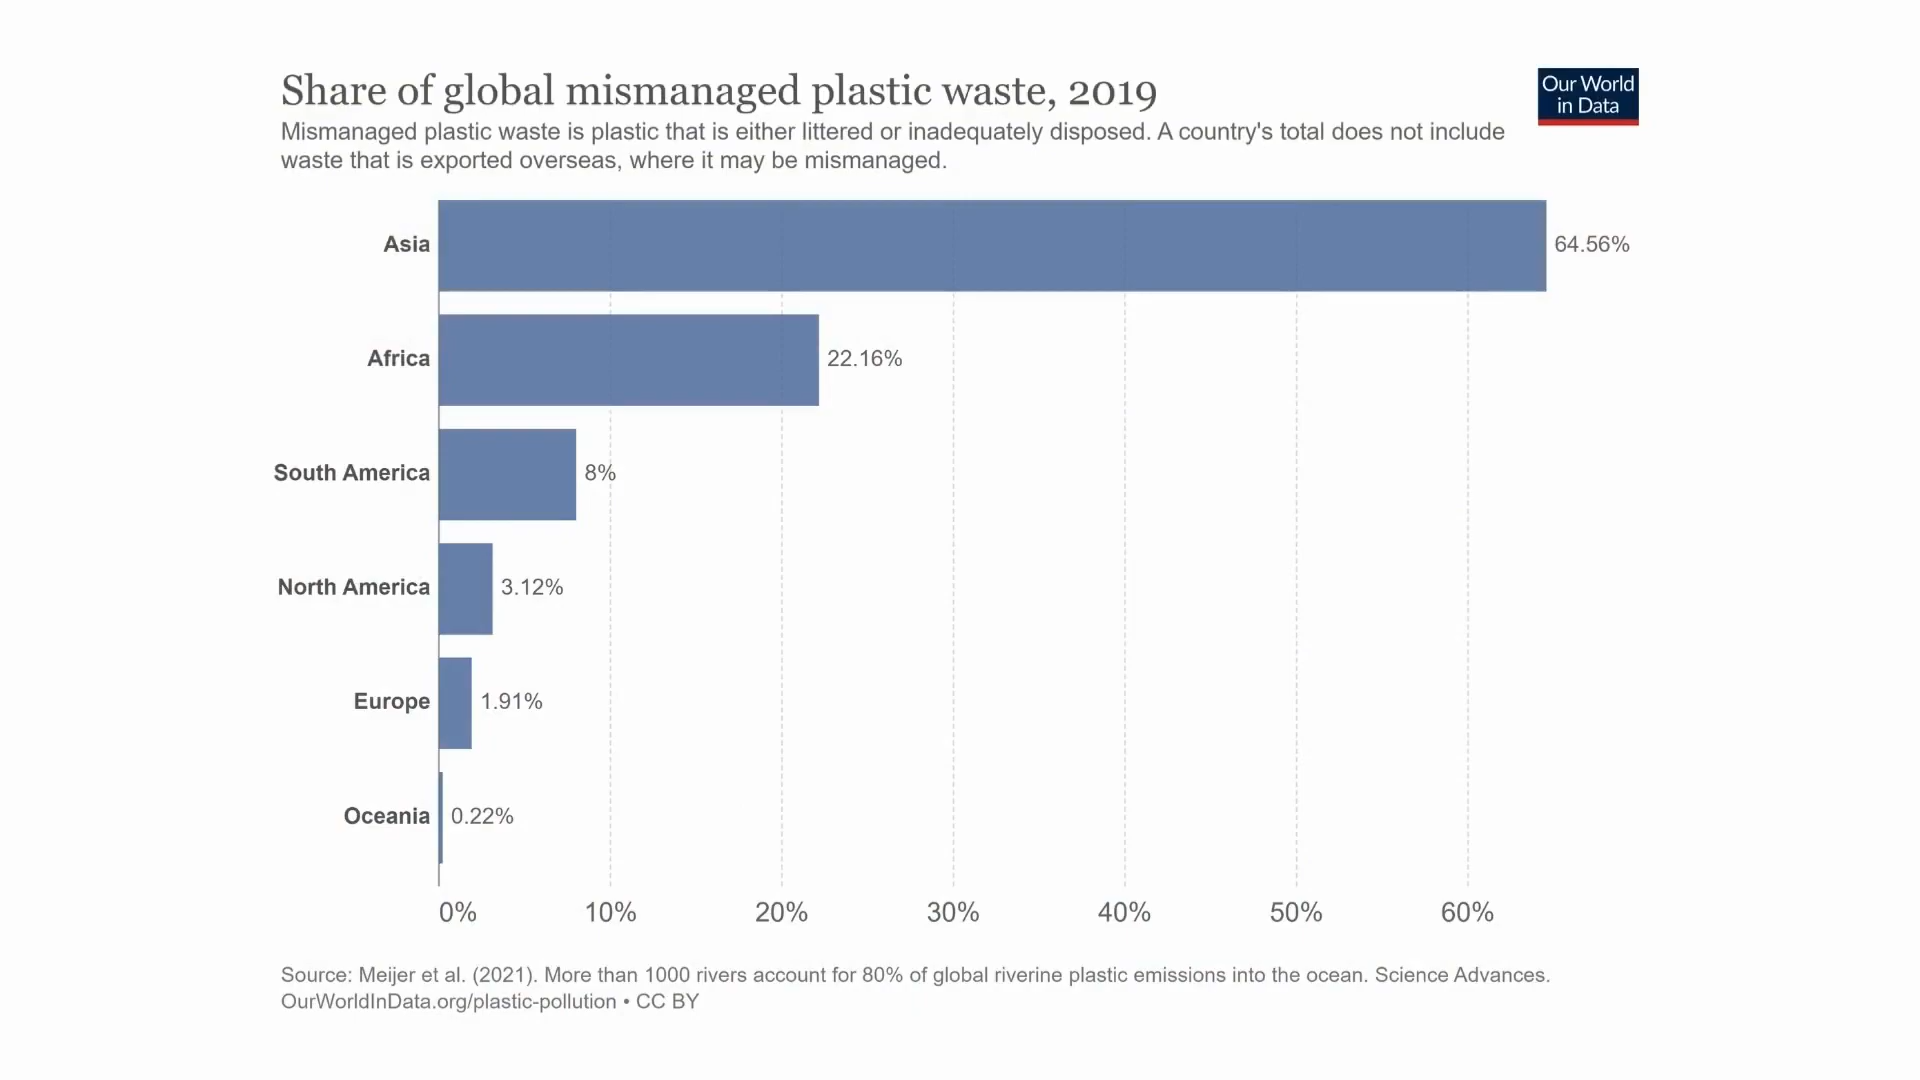 Share of global mismanaged plastic waste, 2019
Our World
in Data
Mismanaged plastic waste is plastic that is either littered or inadequately disposed. A country's total does not include
waste that is exported overseas, where it may be mismanaged.
Asia 64.56%
Africa 22.16%
South America 8%
North America 3.12%
Europe 1.91%
Oceania 0.22%
0% 10% 20% 30% 40% 50% 60%
Source: Meijer et al. (2021). More than 1000 rivers account for 80% of global riverine plastic emissions into the ocean. Science Advances.
OurWorldInData.org/plastic-pollution • CC BY